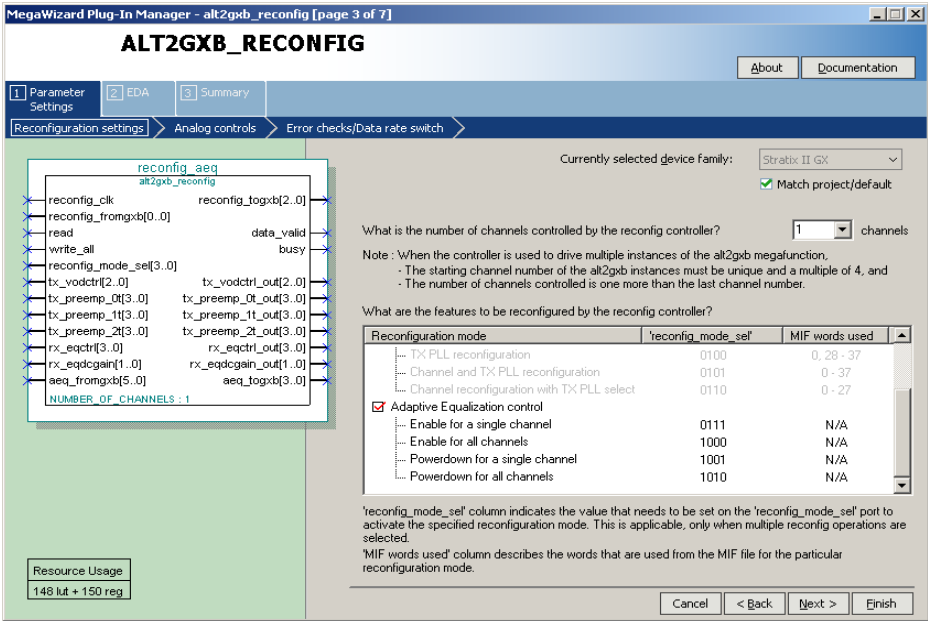 MegaWizard Plug-In Manager - alt2gxb_reconfig [page 3 of 7]
ALT2GXB_RECONFIG
About
Documentation
1 Parameter Settings
2 EDA
3 Summary
Reconfiguration settings
Analog controls
Error checks/Data rate switch
reconfig_aeq
alt2gxb_reconfig
reconfig_clk reconfig_togxb[2..0]
reconfig_fromgxb[0..0]
read data_valid
write_all busy
reconfig_mode_sel[3..0]
tx_vodctrl[2..0] tx_vodctrl_out[2..0]
tx_preemp_0t[3..0] tx_preemp_0t_out[3..0]
tx_preemp_1t[3..0] tx_preemp_1t_out[3..0]
tx_preemp_2t[3..0] tx_preemp_2t_out[3..0]
rx_eqctrl[3..0] rx_eqctrl_out[3..0]
rx_eqdcgain[1..0] rx_eqdcgain_out[1..0]
aeq_fromgxb[5..0] aeq_togxb[3..0]
NUMBER_OF_CHANNELS : 1
Resource Usage
148 lut + 150 reg
Currently selected device family: Stratix II GX
Match project/default
What is the number of channels controlled by the reconfig controller? 1 channels
Note : When the controller is used to drive multiple instances of the alt2gxb megafunction,
- The starting channel number of the alt2gxb instances must be unique and a multiple of 4, and
- The number of channels controlled is one more than the last channel number.
What are the features to be reconfigured by the reconfig controller?
Reconfiguration mode 'reconfig_mode_sel' MIF words used
TX PLL reconfiguration 0100 0, 28 - 37
Channel and TX PLL reconfiguration 0101 0 - 37
Channel reconfiguration with TX PLL select 0110 0 - 27
Adaptive Equalization control
Enable for a single channel 0111 N/A
Enable for all channels 1000 N/A
Powerdown for a single channel 1001 N/A
Powerdown for all channels 1010 N/A
'reconfig_mode_sel' column indicates the value that needs to be set on the 'reconfig_mode_sel' port to
activate the specified reconfiguration mode. This is applicable, only when multiple reconfig operations are
selected.
'MIF words used' column describes the words that are used from the MIF file for the particular
reconfiguration mode.
Cancel
< Back
Next >
Finish